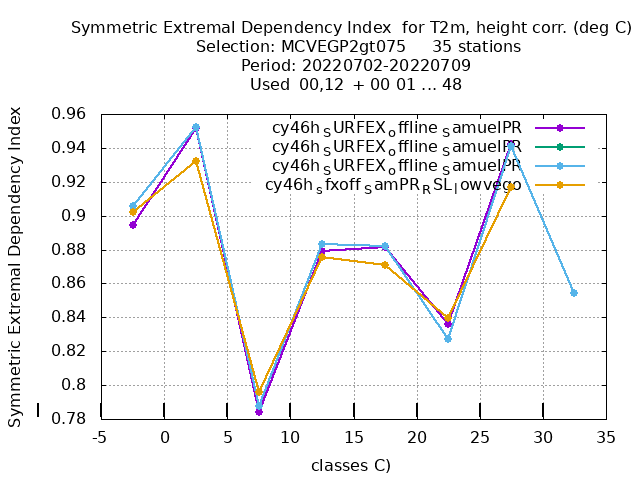 Symmetric Extremal Dependency Index  for T2m, height corr. (deg C)
Selection: MCVEGP2gt075     35 stations
Period: 20220702-20220709
Used  00,12  + 00 01 ... 48
Symmetric Extremal Dependency Index
0.96
0.94
0.92
0.9
0.88
0.86
0.84
0.82
0.8
0.78
cy46h_SURFEX_offline_SamuelPR
cy46h_SURFEX_offline_SamuelPR
cy46h_SURFEX_offline_SamuelPR
cy46h_sfxoff_SamPR_RSL_lowvego
-5 0 5 10 15 20 25 30 35
classes C)